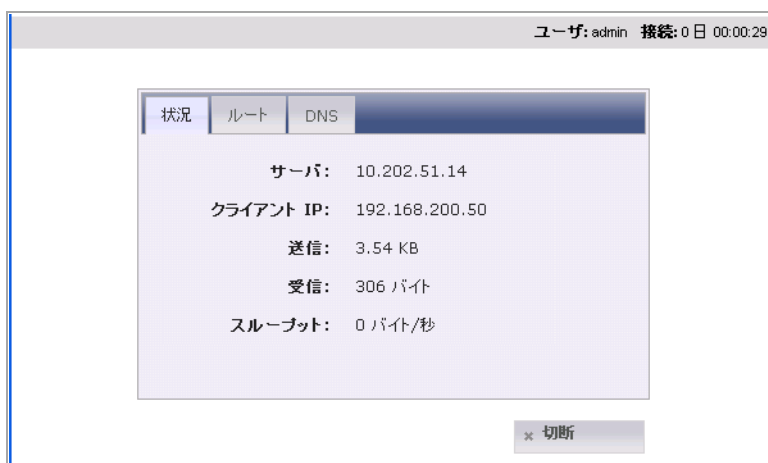 ユーザ: admin 接続: 0 日 00:00:29
状況 ルート DNS
サーバ: 10.202.51.14
クライアント IP: 192.168.200.50
送信: 3.54 KB
受信: 306 バイト
スループット: 0 バイト/秒
× 切断